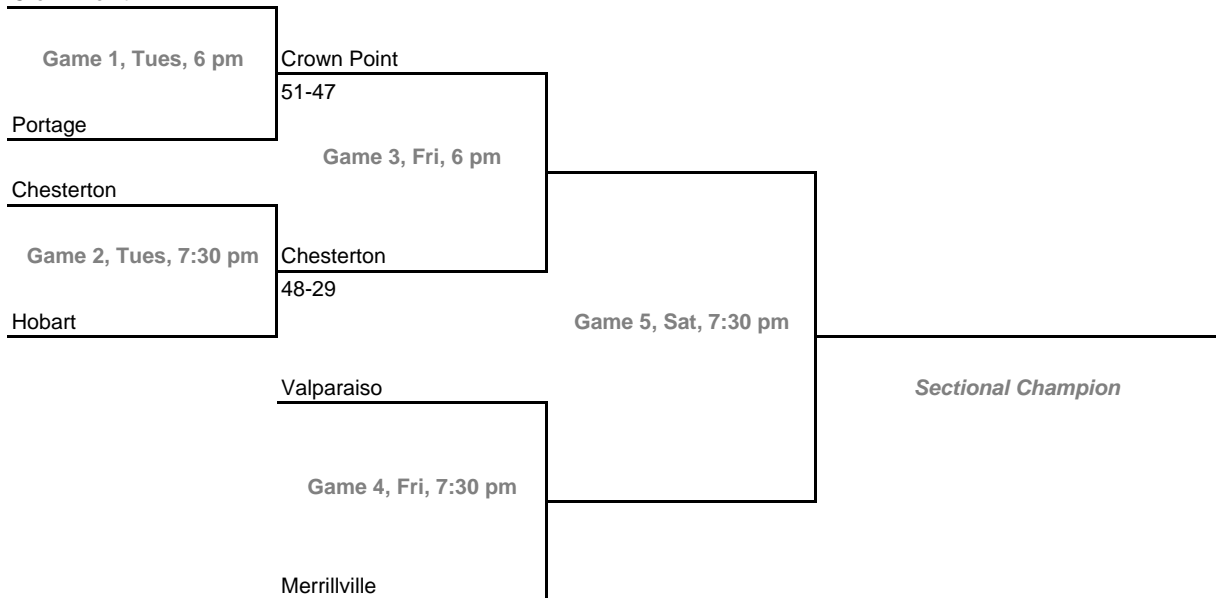 Game 1, Tues, 6 pm
Crown Point
51-47
Portage
Game 3, Fri, 6 pm
Chesterton
Game 2, Tues, 7:30 pm
Chesterton
48-29
Hobart
Game 5, Sat, 7:30 pm
Valparaiso
Sectional Champion
Game 4, Fri, 7:30 pm
Merrillville